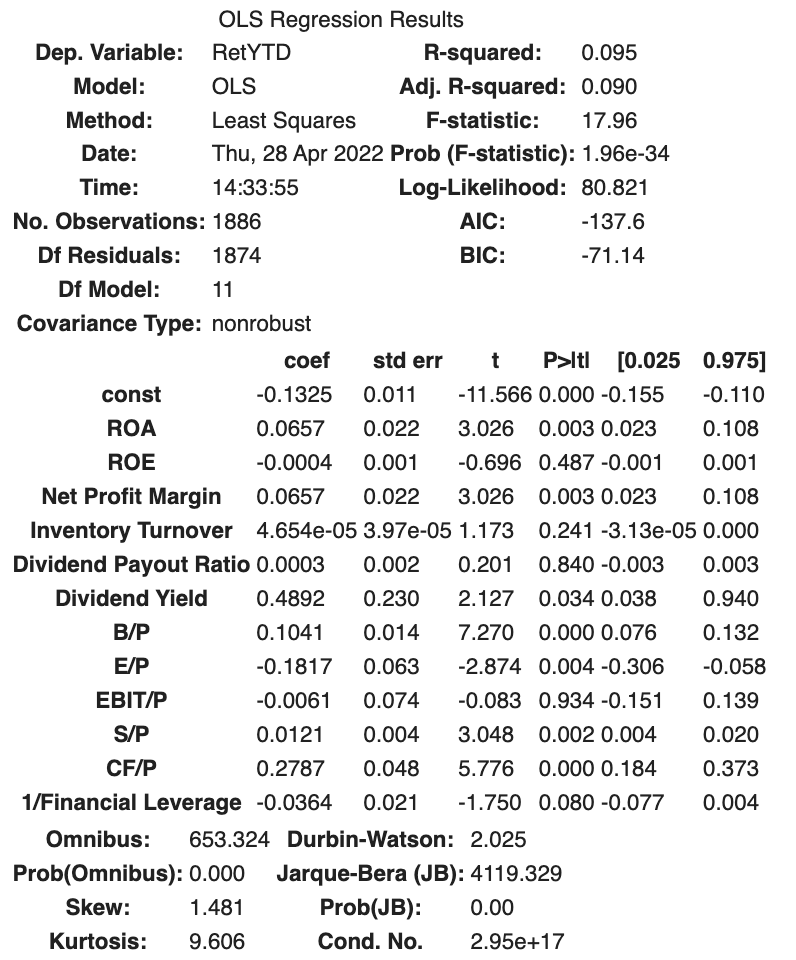 OLS Regression Results
Dep. Variable: RetYTD R-squared: 0.095
Model: OLS Adj. R-squared: 0.090
Method: Least Squares F-statistic: 17.96
Date: Thu, 28 Apr 2022 Prob (F-statistic): 1.96e-34
Time: 14:33:55 Log-Likelihood: 80.821
No. Observations: 1886 AIC: -137.6
Df Residuals: 1874 BIC: -71.14
Df Model: 11
Covariance Type: nonrobust
coef std err t P>|t| [0.025 0.975]
const -0.1325 0.011 -11.566 0.000 -0.155 -0.110
ROA 0.0657 0.022 3.026 0.003 0.023 0.108
ROE -0.0004 0.001 -0.696 0.487 -0.001 0.001
Net Profit Margin 0.0657 0.022 3.026 0.003 0.023 0.108
Inventory Turnover 4.654e-05 3.97e-05 1.173 0.241 -3.13e-05 0.000
Dividend Payout Ratio 0.0003 0.002 0.201 0.840 -0.003 0.003
Dividend Yield 0.4892 0.230 2.127 0.034 0.038 0.940
B/P 0.1041 0.014 7.270 0.000 0.076 0.132
E/P -0.1817 0.063 -2.874 0.004 -0.306 -0.058
EBIT/P -0.0061 0.074 -0.083 0.934 -0.151 0.139
S/P 0.0121 0.004 3.048 0.002 0.004 0.020
CF/P 0.2787 0.048 5.776 0.000 0.184 0.373
1/Financial Leverage -0.0364 0.021 -1.750 0.080 -0.077 0.004
Omnibus: 653.324 Durbin-Watson: 2.025
Prob(Omnibus): 0.000 Jarque-Bera (JB): 4119.329
Skew: 1.481 Prob(JB): 0.00
Kurtosis: 9.606 Cond. No. 2.95e+17